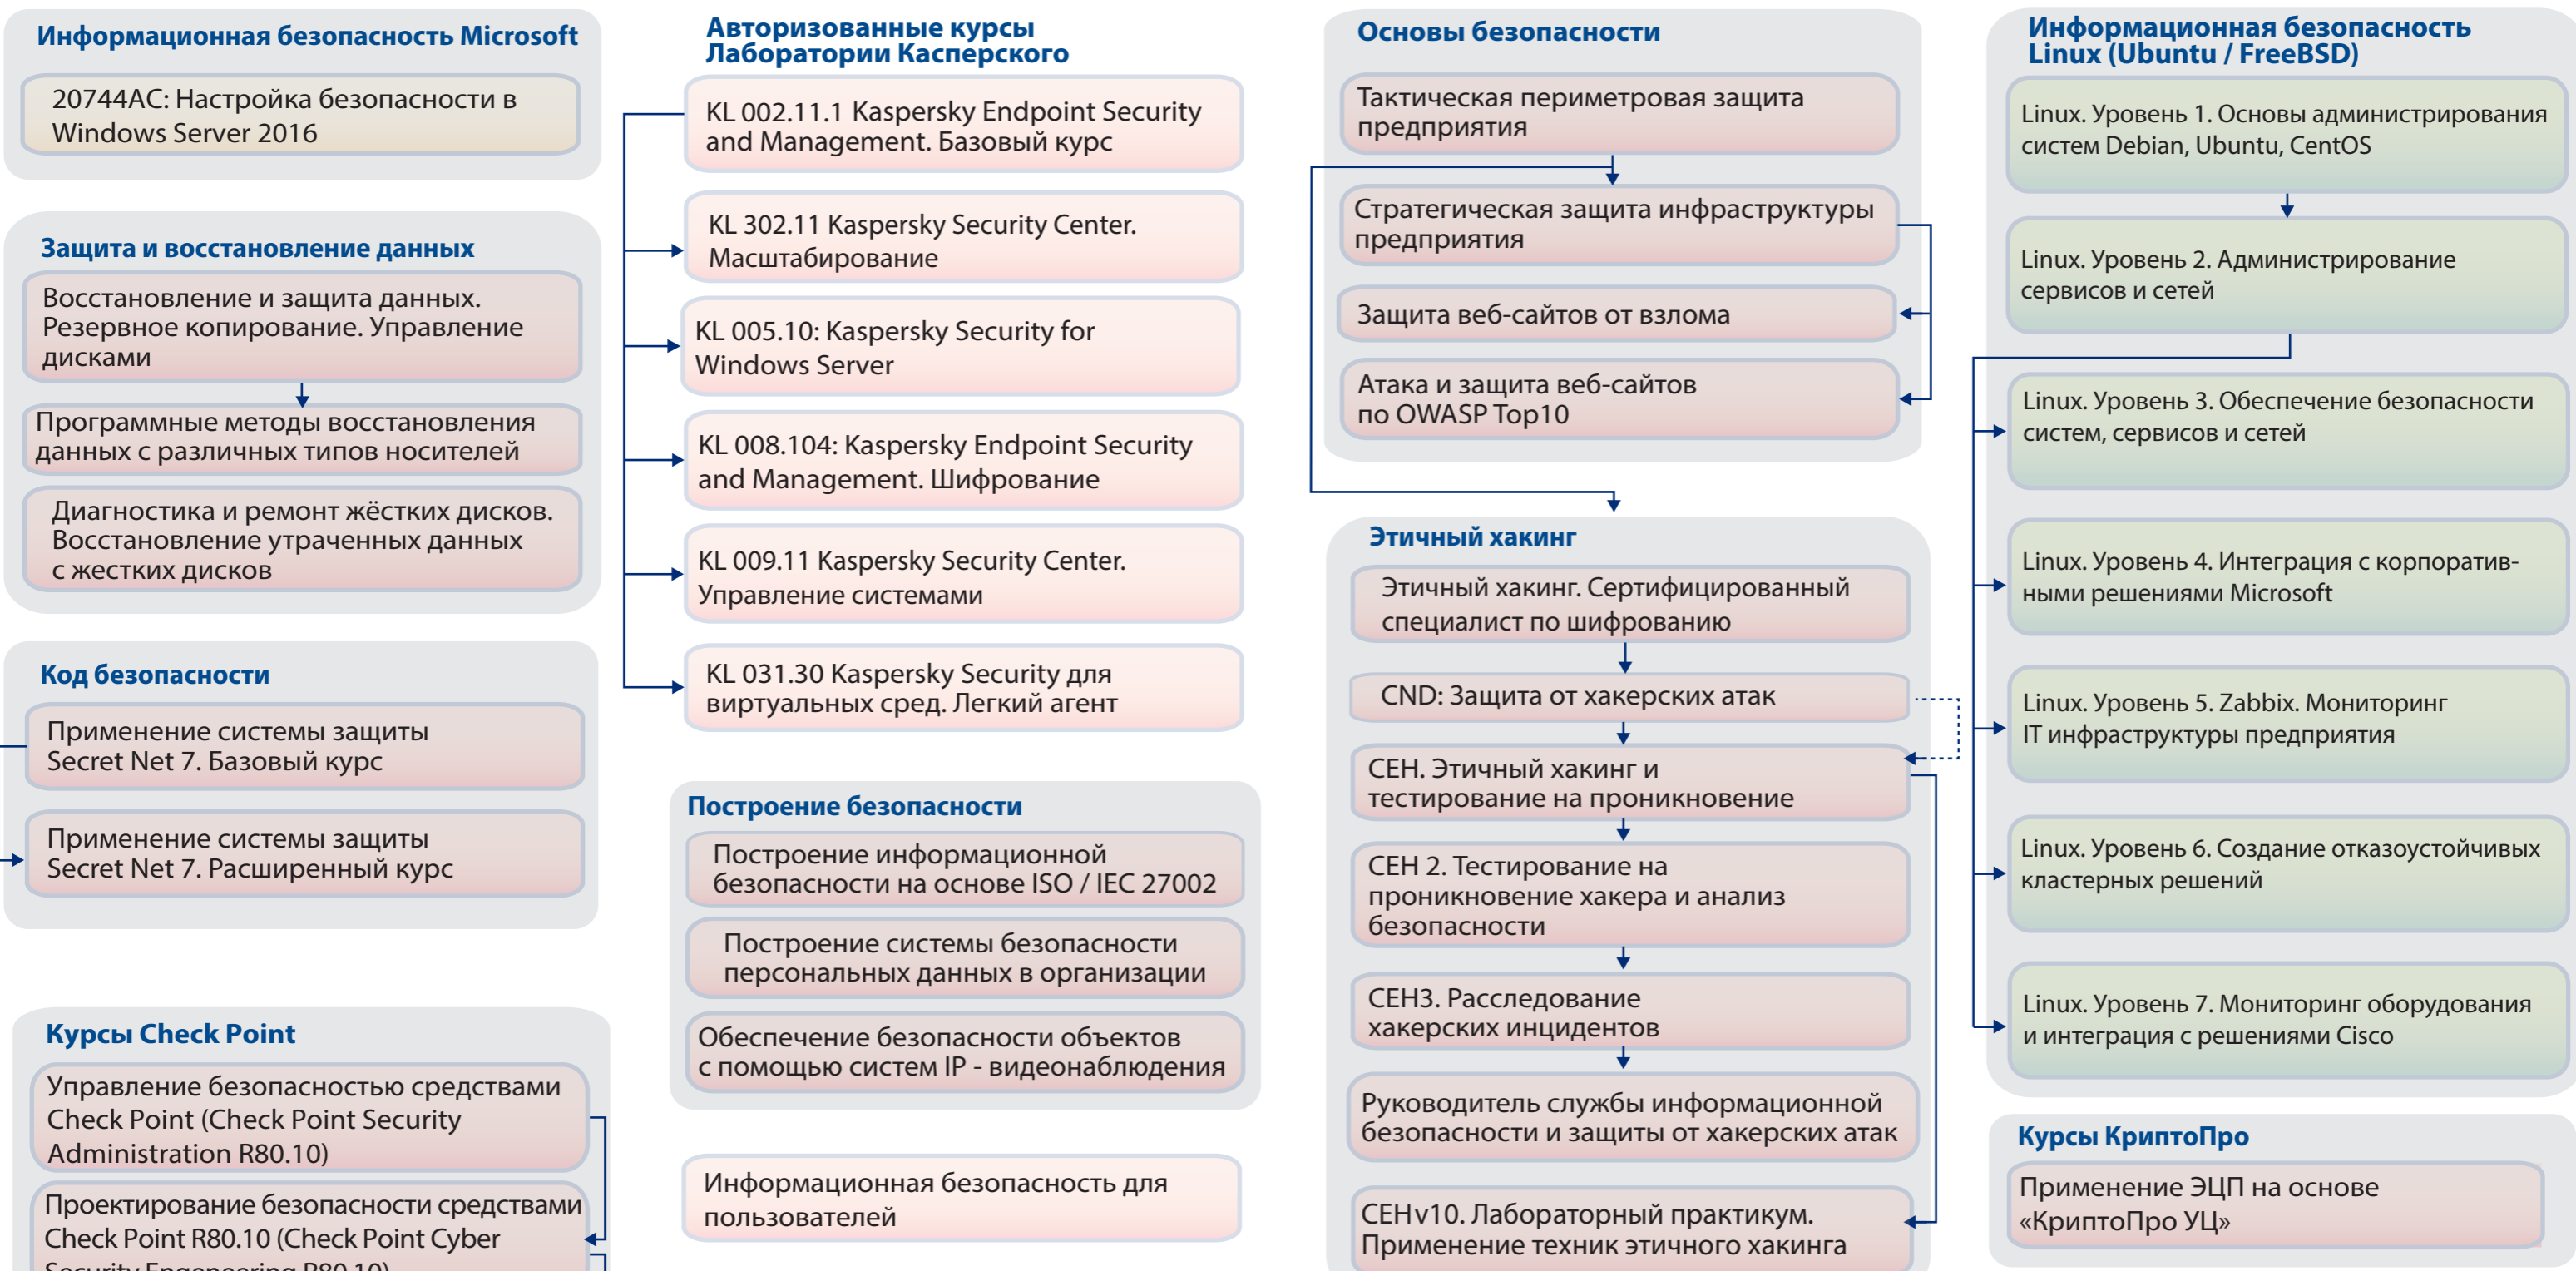 Информационная безопасность Microsoft
20744AC: Настройка безопасности в
Windows Server 2016
Защита и восстановление данных
Восстановление и защита данных.
Резервное копирование. Управление
дисками
Программные методы восстановления
данных с различных типов носителей
Диагностика и ремонт жёстких дисков.
Восстановление утраченных данных
с жестких дисков
Код безопасности
Применение системы защиты
Secret Net 7. Базовый курс
Применение системы защиты
Secret Net 7. Расширенный курс
Курсы Check Point
Управление безопасностью средствами
Check Point (Check Point Security
Administration R80.10)
Проектирование безопасности средствами
Check Point R80.10 (Check Point Cyber
Security Engeneering R80.10)
Авторизованные курсы
Лаборатории Касперского
KL 002.11.1 Kaspersky Endpoint Security
and Management. Базовый курс
KL 302.11 Kaspersky Security Center.
Масштабирование
KL 005.10: Kaspersky Security for
Windows Server
KL 008.104: Kaspersky Endpoint Security
and Management. Шифрование
KL 009.11 Kaspersky Security Center.
Управление системами
KL 031.30 Kaspersky Security для
виртуальных сред. Легкий агент
Построение безопасности
Построение информационной
безопасности на основе ISO / IEC 27002
Построение системы безопасности
персональных данных в организации
Обеспечение безопасности объектов
с помощью систем IP - видеонаблюдения
Информационная безопасность для
пользователей
Основы безопасности
Тактическая периметровая защита
предприятия
Стратегическая защита инфраструктуры
предприятия
Защита веб-сайтов от взлома
Атака и защита веб-сайтов
по OWASP Top10
Этичный хакинг
Этичный хакинг. Сертифицированный
специалист по шифрованию
CND: Защита от хакерских атак
CEH. Этичный хакинг и
тестирование на проникновение
CEH 2. Тестирование на
проникновение хакера и анализ
безопасности
CEH3. Расследование
хакерских инцидентов
Руководитель службы информационной
безопасности и защиты от хакерских атак
CEHv10. Лабораторный практикум.
Применение техник этичного хакинга
Информационная безопасность
Linux (Ubuntu / FreeBSD)
Linux. Уровень 1. Основы администрирования
систем Debian, Ubuntu, CentOS
Linux. Уровень 2. Администрирование
сервисов и сетей
Linux. Уровень 3. Обеспечение безопасности
систем, сервисов и сетей
Linux. Уровень 4. Интеграция с корпоратив-
ными решениями Microsoft
Linux. Уровень 5. Zabbix. Мониторинг
IT инфраструктуры предприятия
Linux. Уровень 6. Создание отказоустойчивых
кластерных решений
Linux. Уровень 7. Мониторинг оборудования
и интеграция с решениями Cisco
Курсы КриптоПро
Применение ЭЦП на основе
«КриптоПро УЦ»